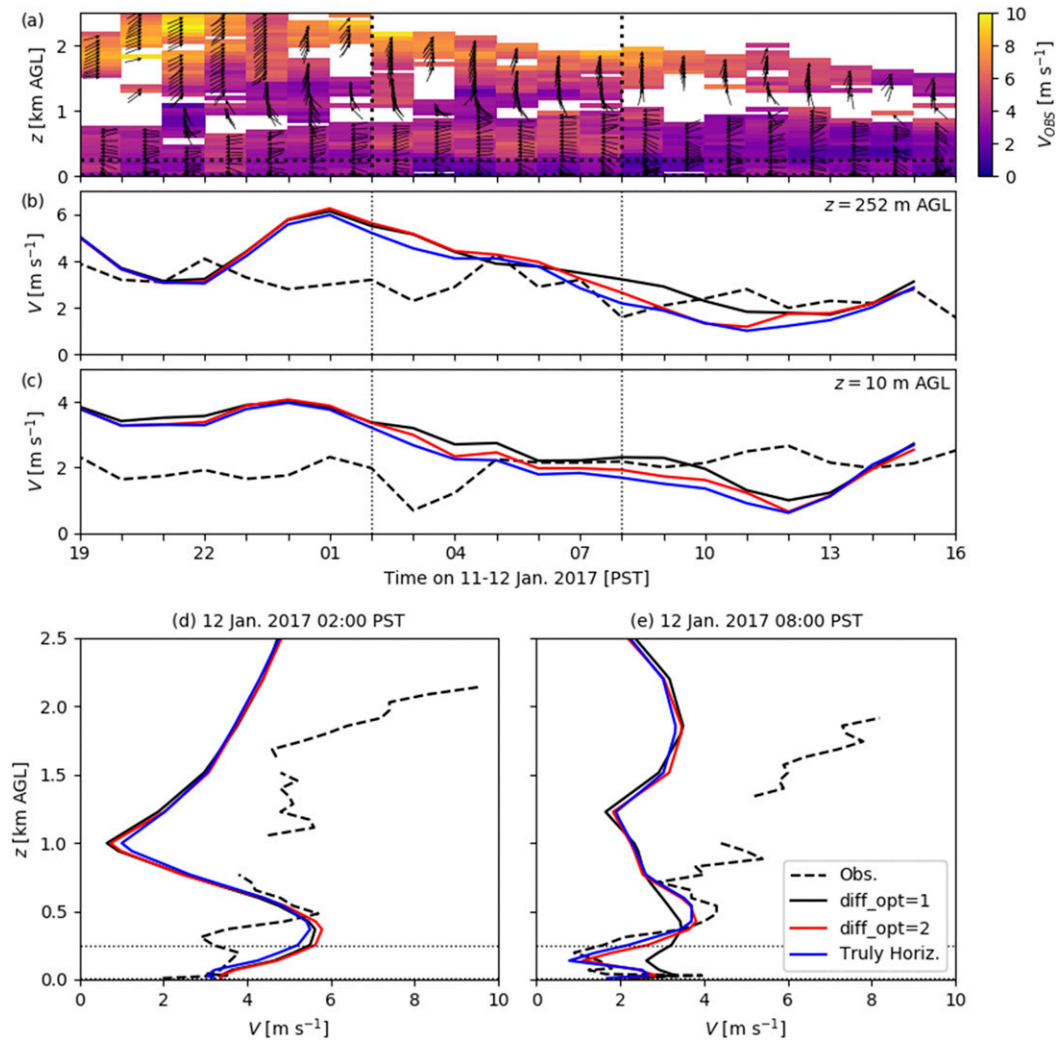 (a)
2
1
0
z [km AGL]
10
8
6
4
2
0
V_OBS [m s⁻¹]
(b)
z = 252 m AGL
6
4
2
0
V [m s⁻¹]
(c)
z = 10 m AGL
4
2
0
V [m s⁻¹]
19 22 01 04 07 10 13 16
Time on 11-12 Jan. 2017 [PST]
(d) 12 Jan. 2017 02:00 PST
(e) 12 Jan. 2017 08:00 PST
2.5
2.0
1.5
1.0
0.5
0.0
z [km AGL]
Obs.
diff_opt=1
diff_opt=2
Truly Horiz.
0 2 4 6 8 10
0 2 4 6 8 10
V [m s⁻¹]
V [m s⁻¹]